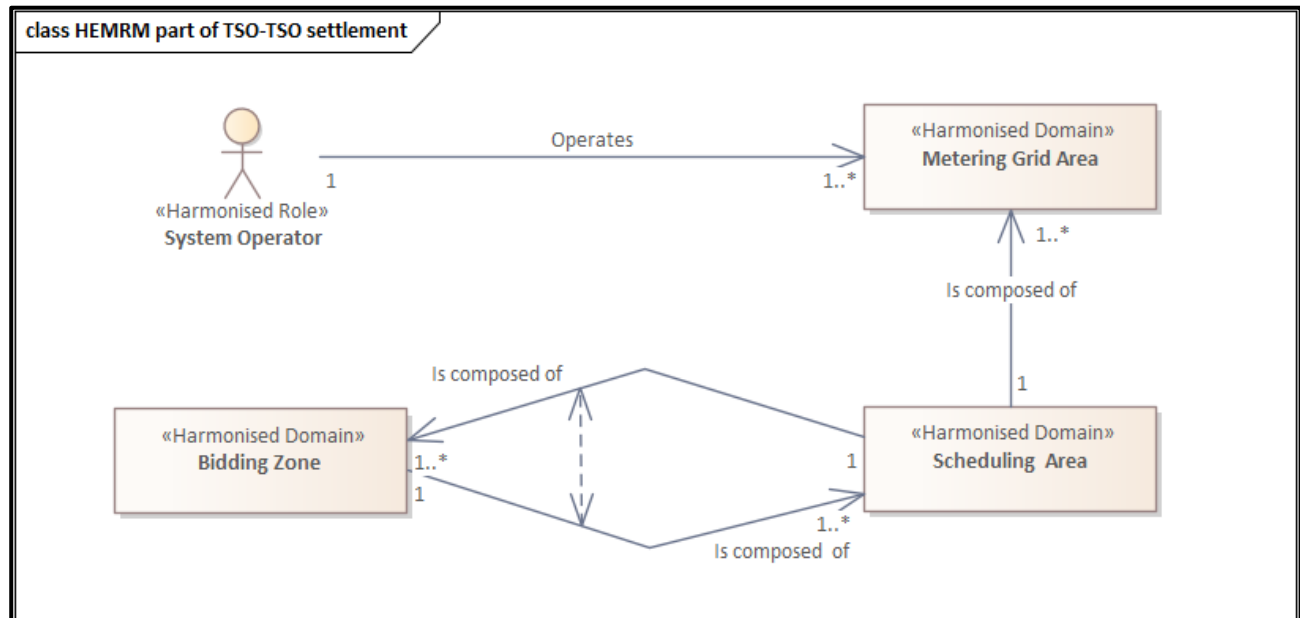 class HEMRM part of TSO-TSO settlement
«Harmonised Domain»
Metering Grid Area
Operates
1
1..*
«Harmonised Role»
System Operator
1..*
Is composed of
1
Is composed of
«Harmonised Domain»
Bidding Zone
1..*
1
«Harmonised Domain»
Scheduling Area
1
1..*
Is composed of